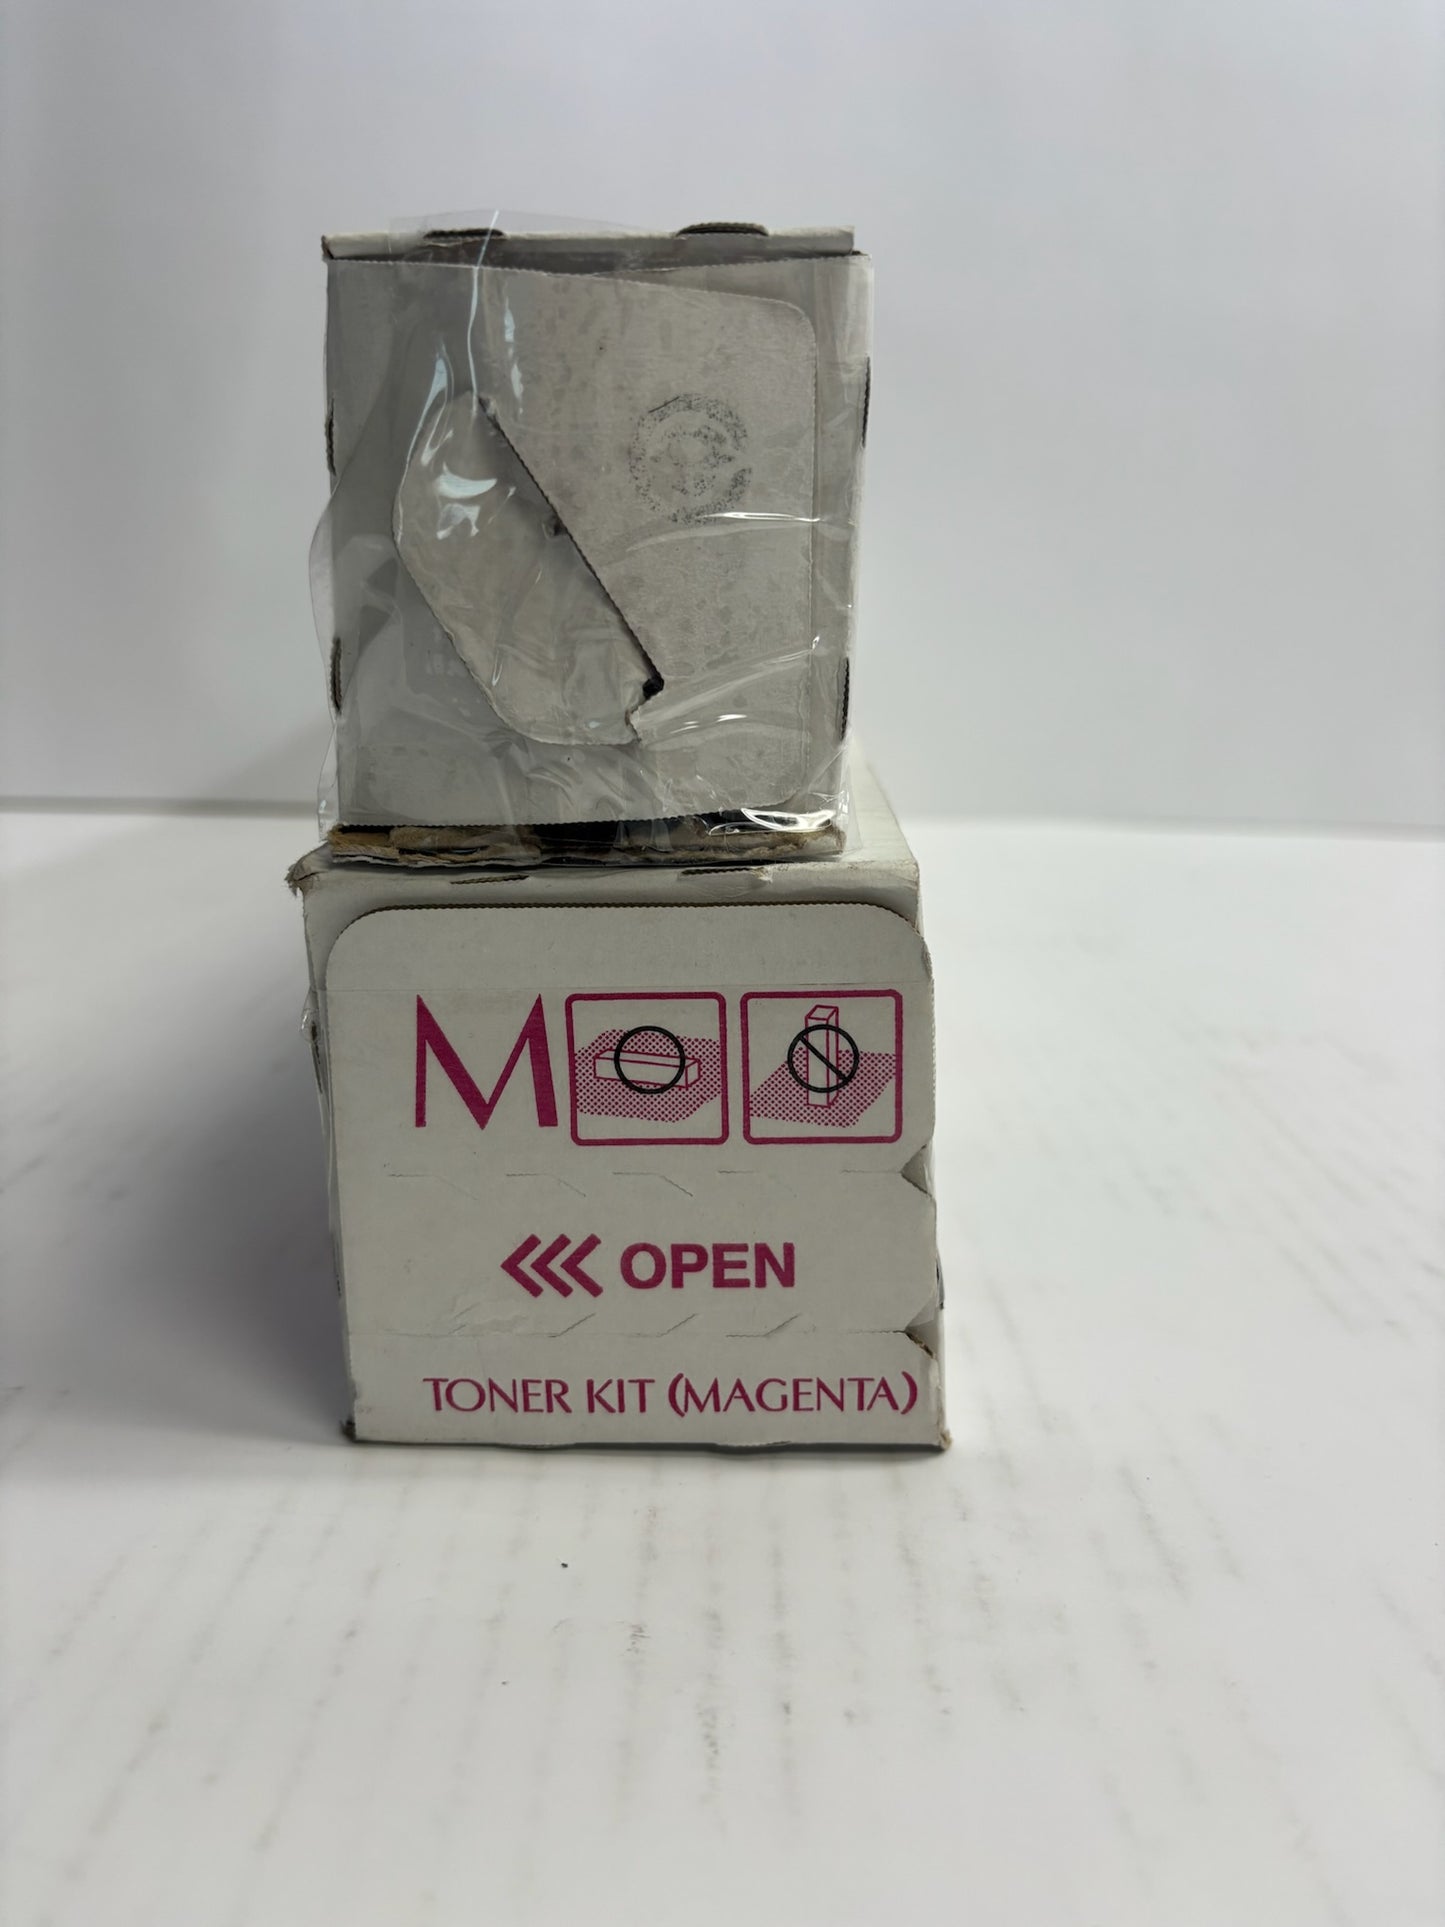 M
<<< OPEN
TONER KIT (MAGENTA)